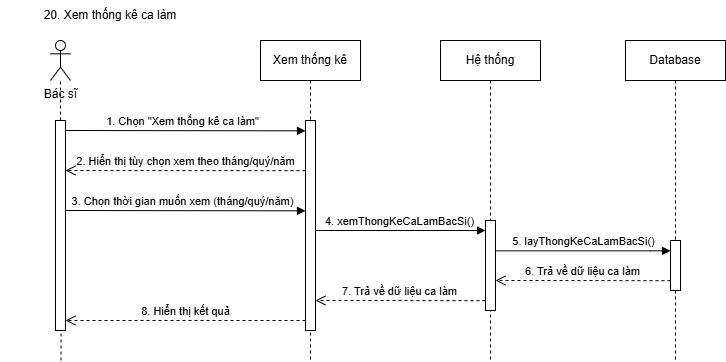 20. Xem thống kê ca làm
Xem thống kê
Hệ thống
Database
Bác sĩ
1. Chọn "Xem thống kê ca làm"
2. Hiển thị tùy chọn xem theo tháng/quý/năm
3. Chọn thời gian muốn xem (tháng/quý/năm)
4. xemThongKeCaLamBacSi()
5. layThongKeCaLamBacSi()
6. Trả về dữ liệu ca làm
7. Trả về dữ liệu ca làm
8. Hiển thị kết quả